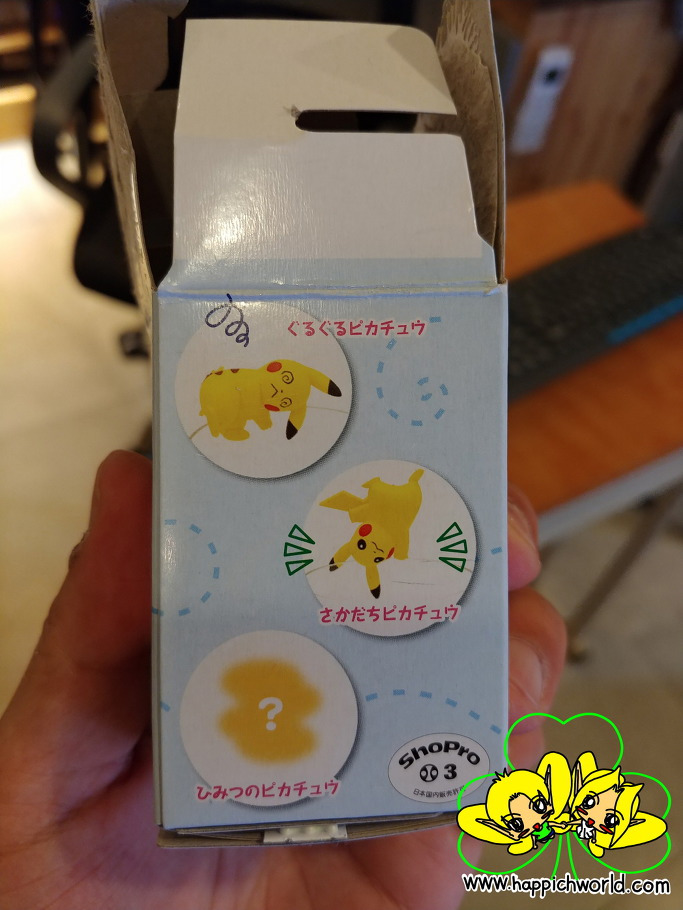 ぐるぐるピカチュウ
さかだちピカチュウ
?
ひみつのピカチュウ
ShoPro
3
www.happichworld.com